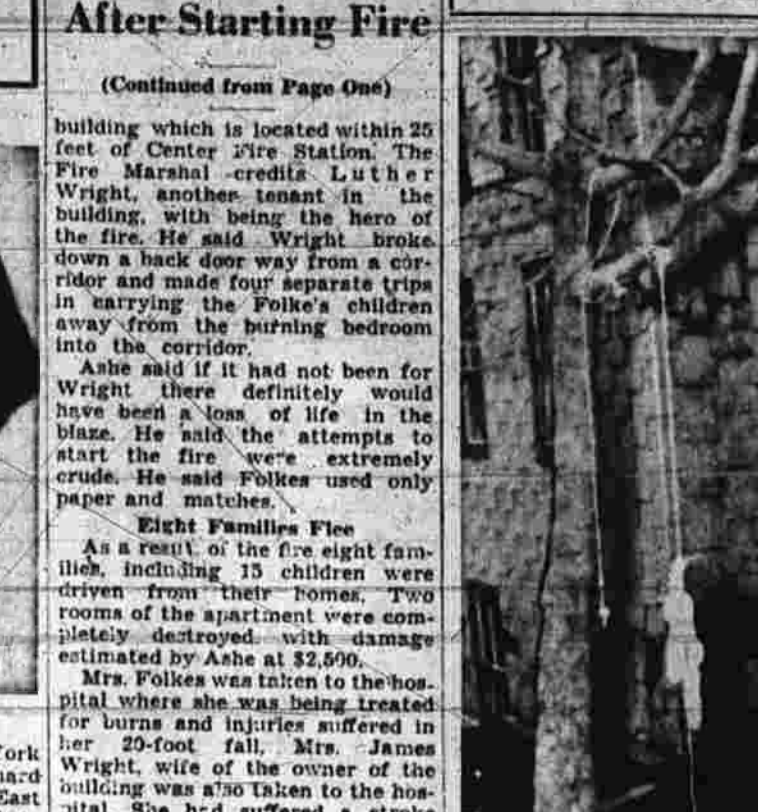 After Starting Fire
(Continued from Page One)
building which is located within 25
feet of Center Fire Station. The
Fire Marshal credits Luther
Wright, another tenant in the
building, with being the hero of
the fire. He said Wright broke
down a back door way from a cor-
ridor and made four separate trips
in carrying the Folke's children
away from the burning bedroom
into the corridor.
Ashe said if it had not been for
Wright there definitely would
have been a loss of life in the
blaze. He said the attempts to
start the fire were extremely
crude. He said Folkes used only
paper and matches.
Eight Families Flee
As a resut of the fire eight fam-
ilies, including 15 children were
driven from their homes. Two
rooms of the apartment were com-
pletely destroyed with damage
estimated by Ashe at $2,500.
Mrs. Folkes was taken to the hos-
pital where she was being treated
for burns and injuries suffered in
her 20-foot fall. Mrs. James
Wright, wife of the owner of the
building was also taken to the hos-
pital. She had suffered a stroke
ork
hard
East